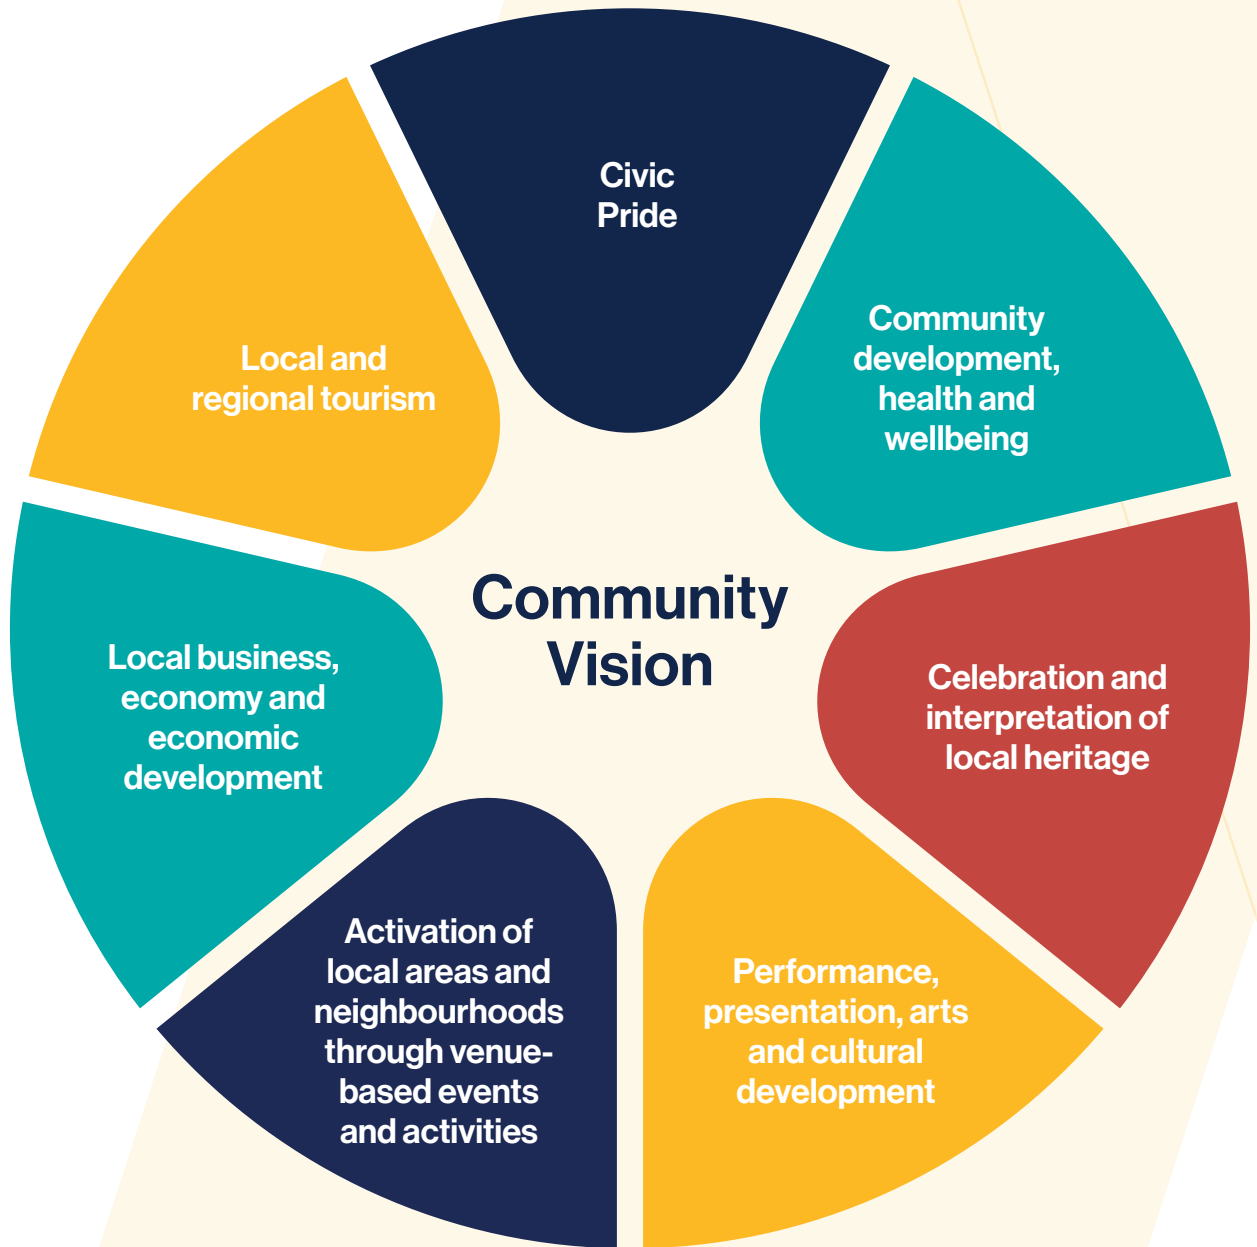 Civic
Pride
Community
development,
health and
wellbeing
Celebration and
interpretation of
local heritage
Performance,
presentation, arts
and cultural
development
Activation of
local areas and
neighbourhoods
through venue-
based events
and activities
Local business,
economy and
economic
development
Local and
regional tourism
Community
Vision